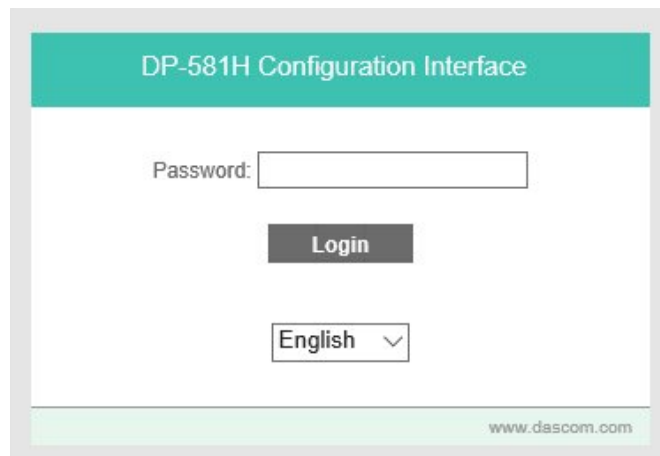 DP-581H Configuration Interface
Password:
Login
English
www.dascom.com